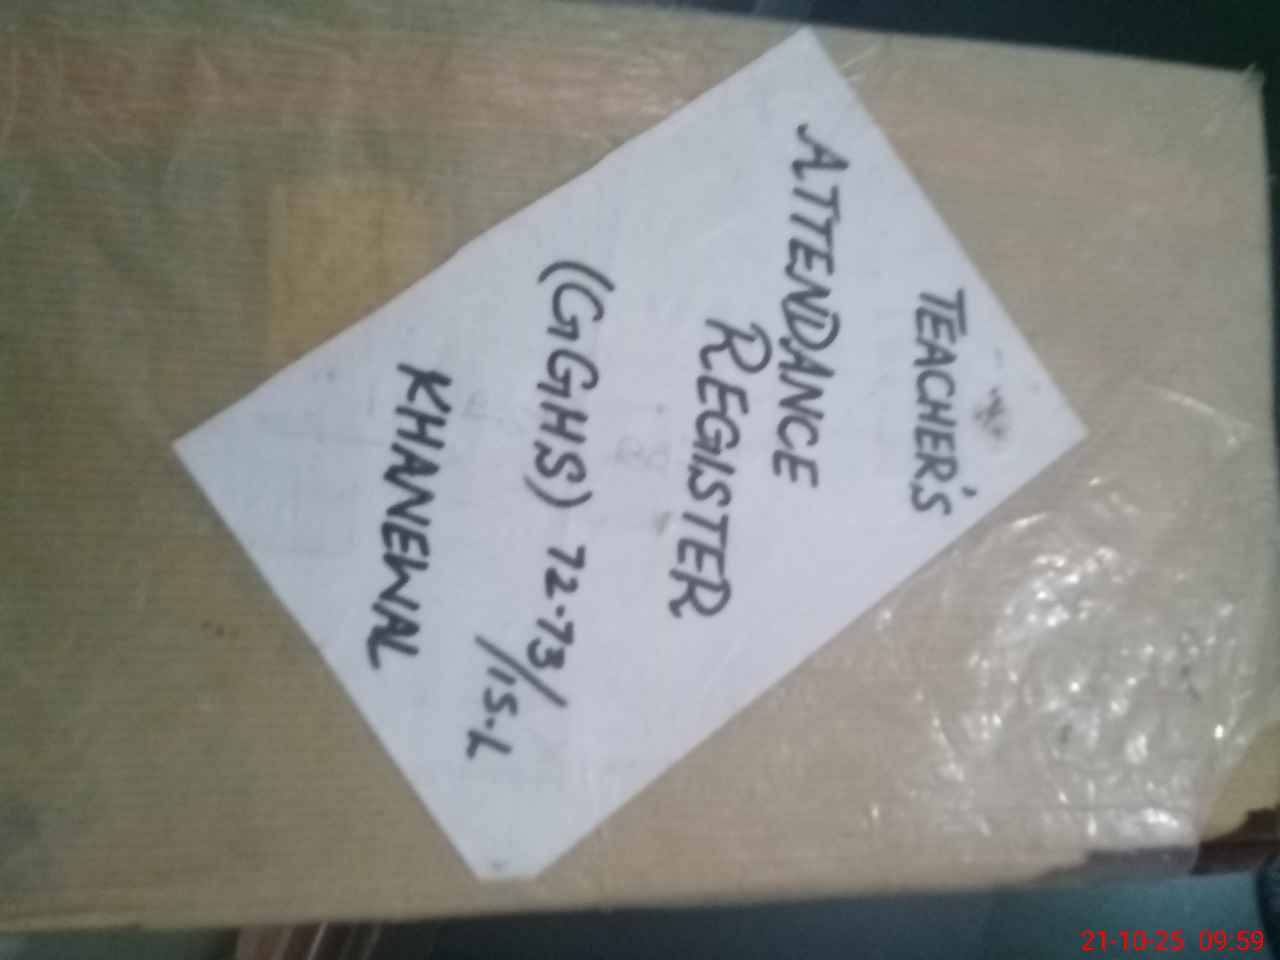 TEACHER'S
ATTENDANCE
REGISTER
(GGHS) 72-73/
/15-L
KHANEWAL
21-10-25 09:59